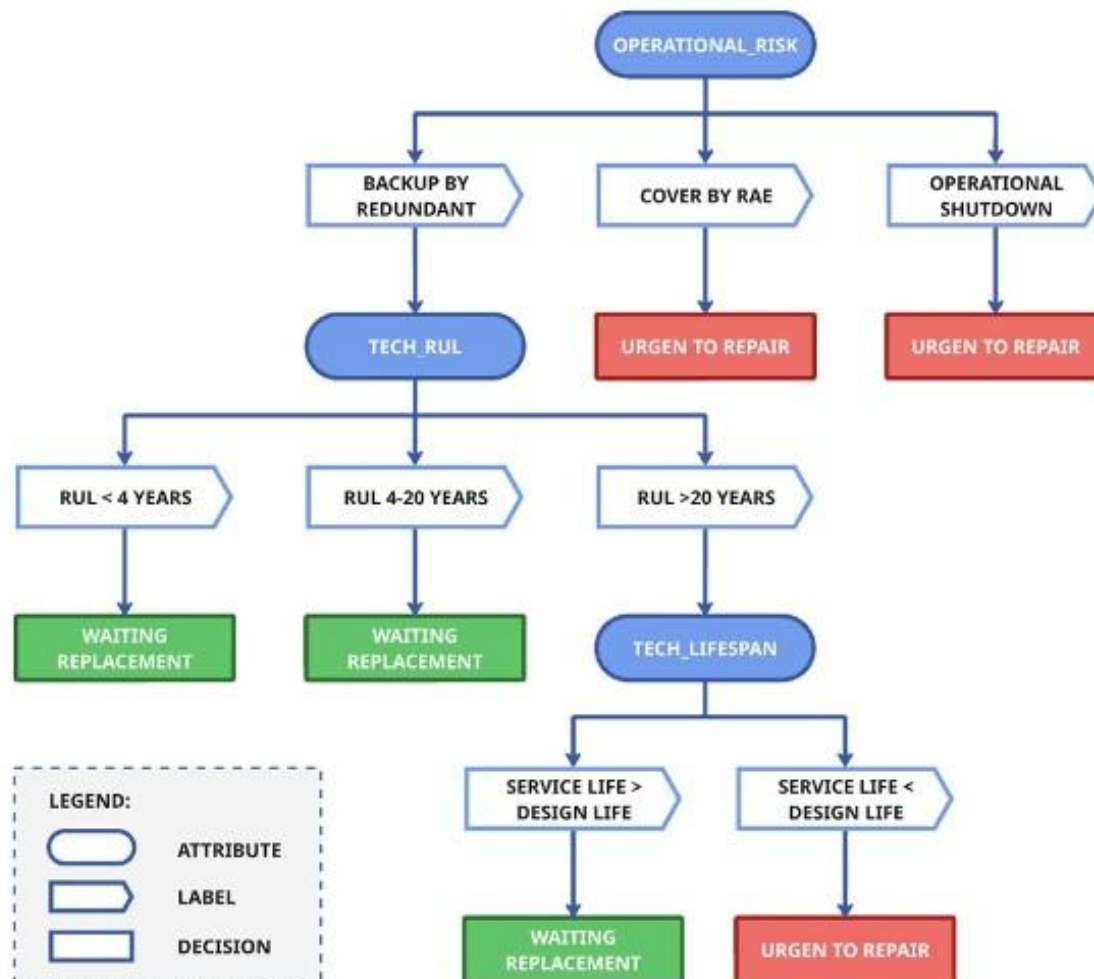 OPERATIONAL_RISK
BACKUP BY
REDUNDANT
COVER BY RAE
OPERATIONAL
SHUTDOWN
TECH_RUL
URGEN TO REPAIR
URGEN TO REPAIR
RUL < 4 YEARS
RUL 4-20 YEARS
RUL >20 YEARS
WAITING
REPLACEMENT
WAITING
REPLACEMENT
TECH_LIFESPAN
SERVICE LIFE >
DESIGN LIFE
SERVICE LIFE <
DESIGN LIFE
WAITING
REPLACEMENT
URGEN TO REPAIR
LEGEND:
ATTRIBUTE
LABEL
DECISION